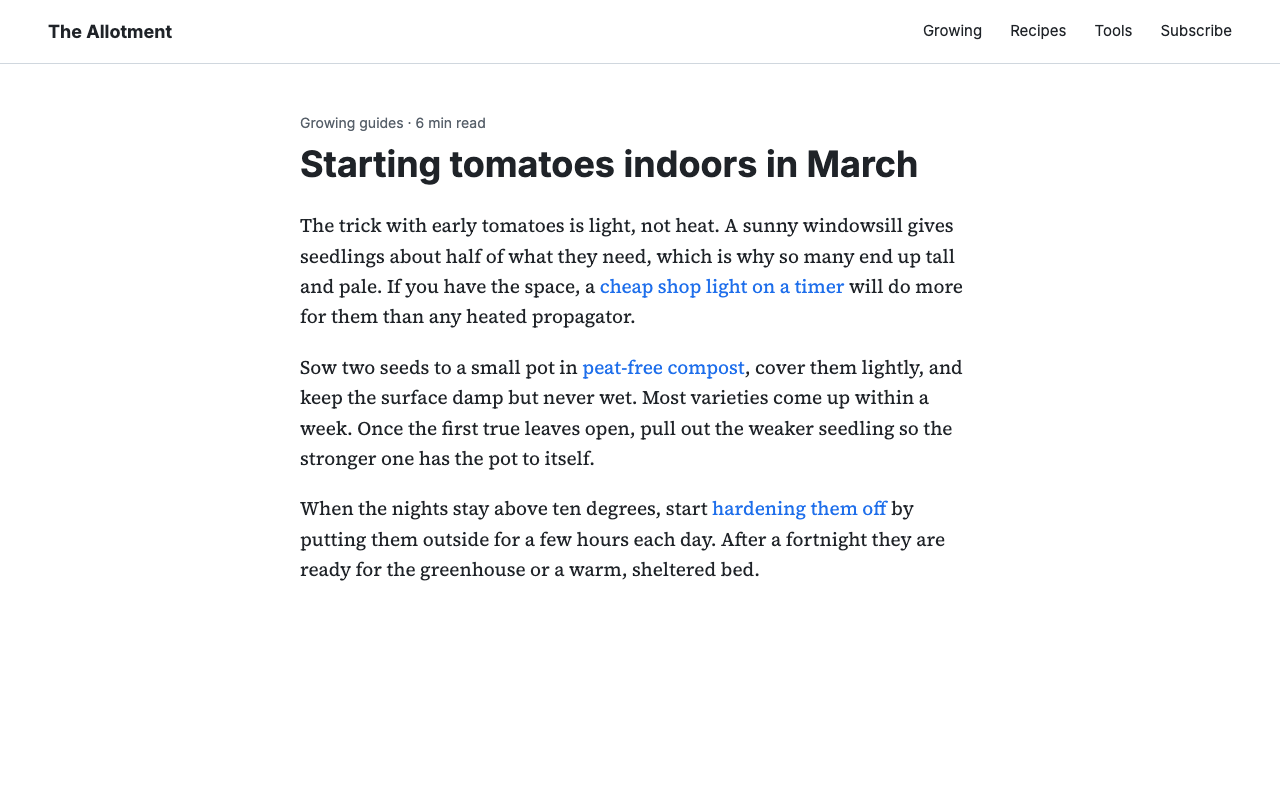 The Allotment
Growing
Recipes
Tools
Subscribe
Growing guides · 6 min read
Starting tomatoes indoors in March
The trick with early tomatoes is light, not heat. A sunny windowsill gives
seedlings about half of what they need, which is why so many end up tall
and pale. If you have the space, a cheap shop light on a timer will do more
for them than any heated propagator.
Sow two seeds to a small pot in peat-free compost, cover them lightly, and
keep the surface damp but never wet. Most varieties come up within a
week. Once the first true leaves open, pull out the weaker seedling so the
stronger one has the pot to itself.
When the nights stay above ten degrees, start hardening them off by
putting them outside for a few hours each day. After a fortnight they are
ready for the greenhouse or a warm, sheltered bed.